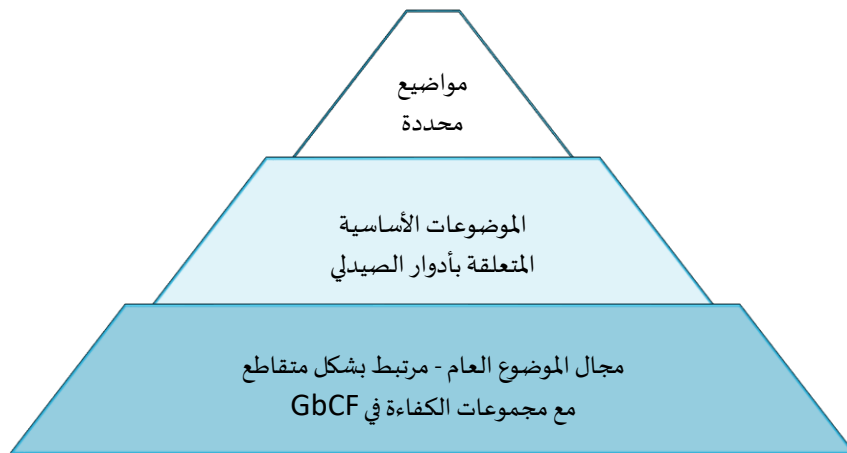 مواضيع
محددة
الموضوعات الأساسية
المتعلقة بأدوار الصيدلي
مجال الموضوع العام - مرتبط بشكل متقاطع
مع مجموعات الكفاءة في GbCF